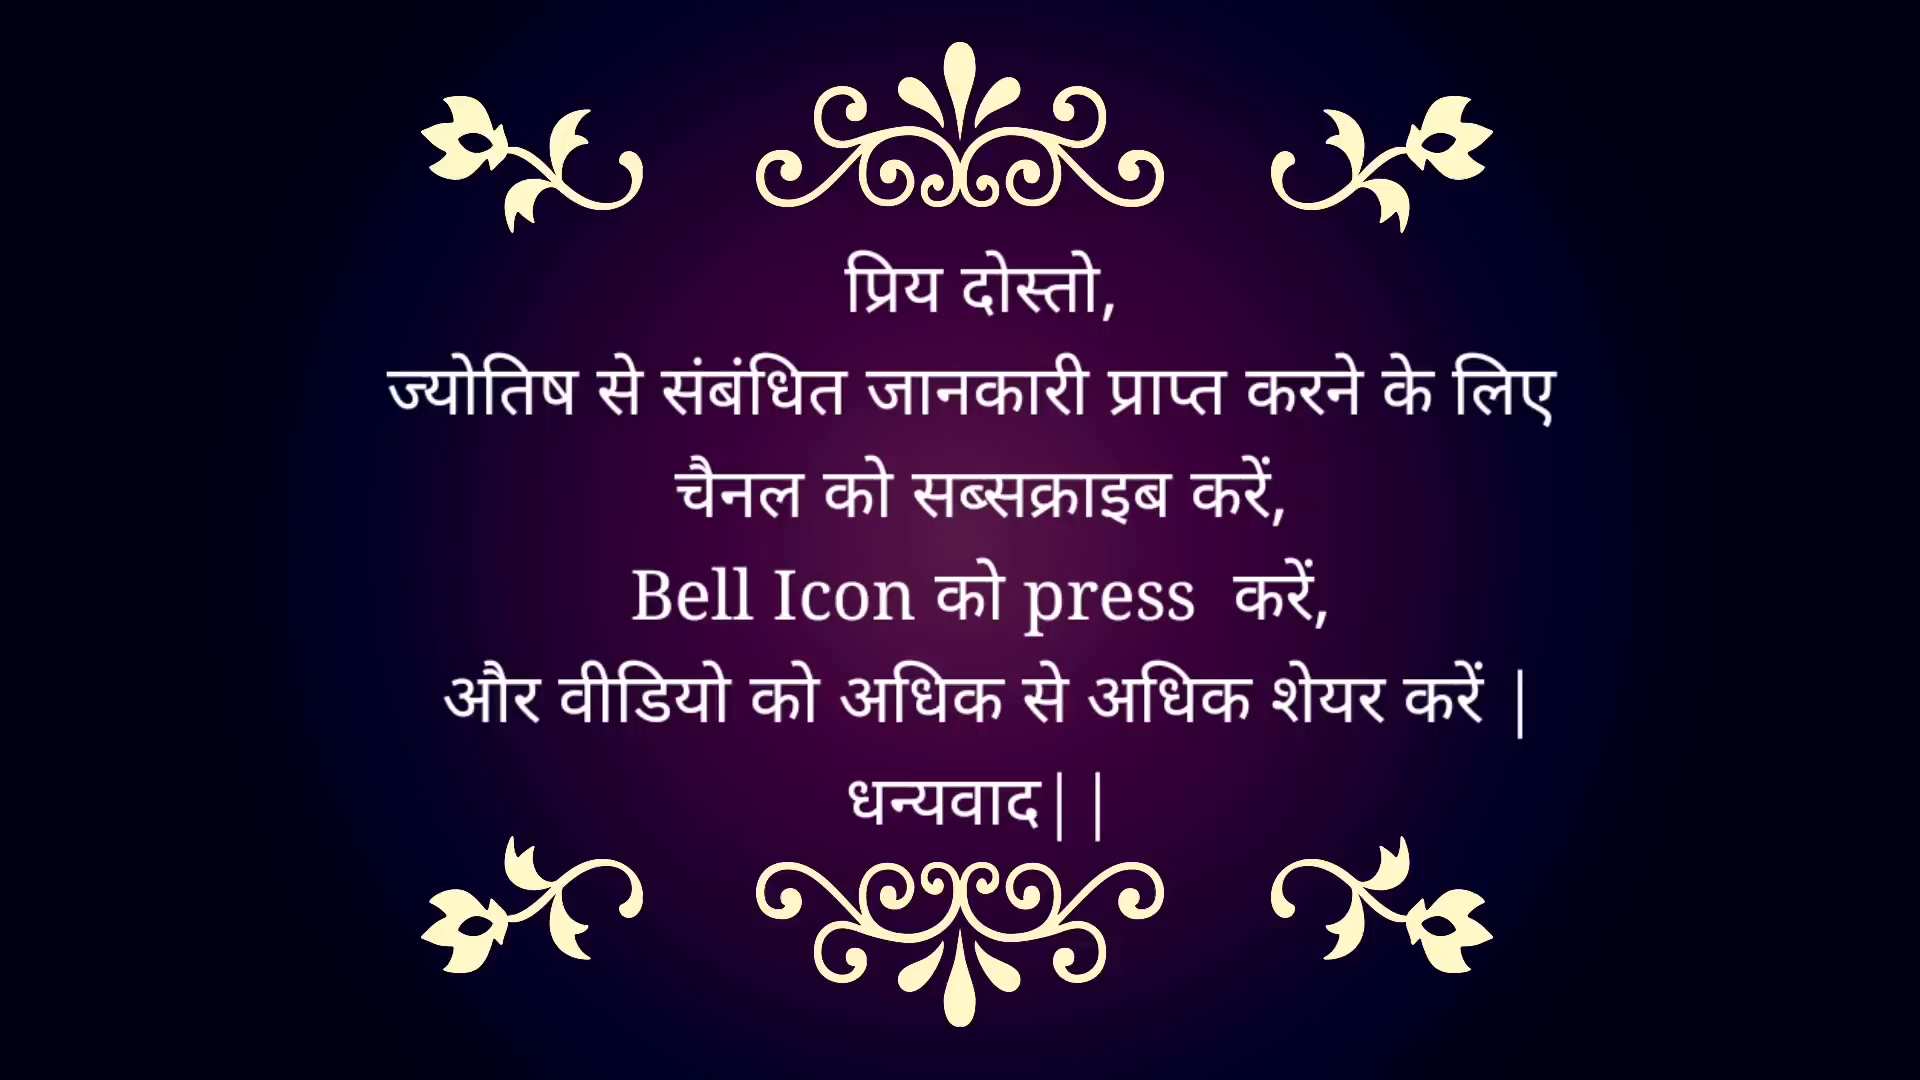 प्रिय दोस्तो,
ज्योतिष से संबंधित जानकारी प्राप्त करने के लिए
चैनल को सब्सक्राइब करें,
Bell Icon को press  करें,
और वीडियो को अधिक से अधिक शेयर करें |
धन्यवाद||